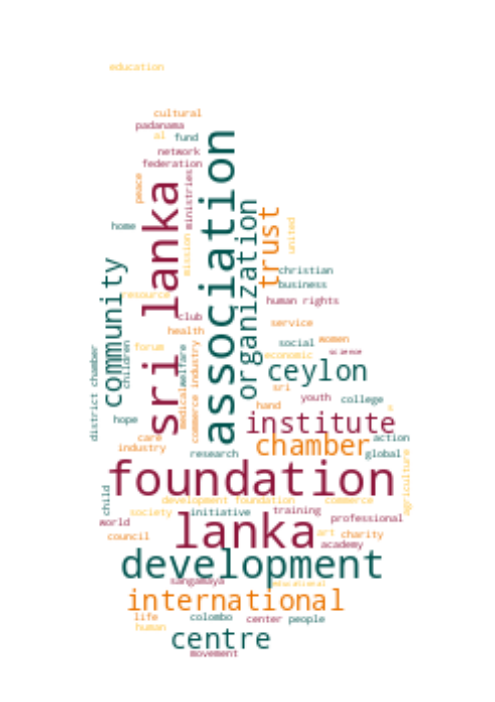 education
cultural
padanama
al fund
network
federation
peace
ministries
association
sri lanka
home
mission
organization
trust
united
community
christian
business
resource
human rights
club
service
health
forum
social women
economic science
children
district chamber
welfare
medical
commerce industry
ceylon
sri
youth college
hand
hope
institute
care
chamber action
industry
research
global
foundation
agriculture
child
development foundation commerce
society initiative training
world
lanka professional
council
art charity
academy
development
sangamaya educational
international
life colombo center people
human
centre
movement